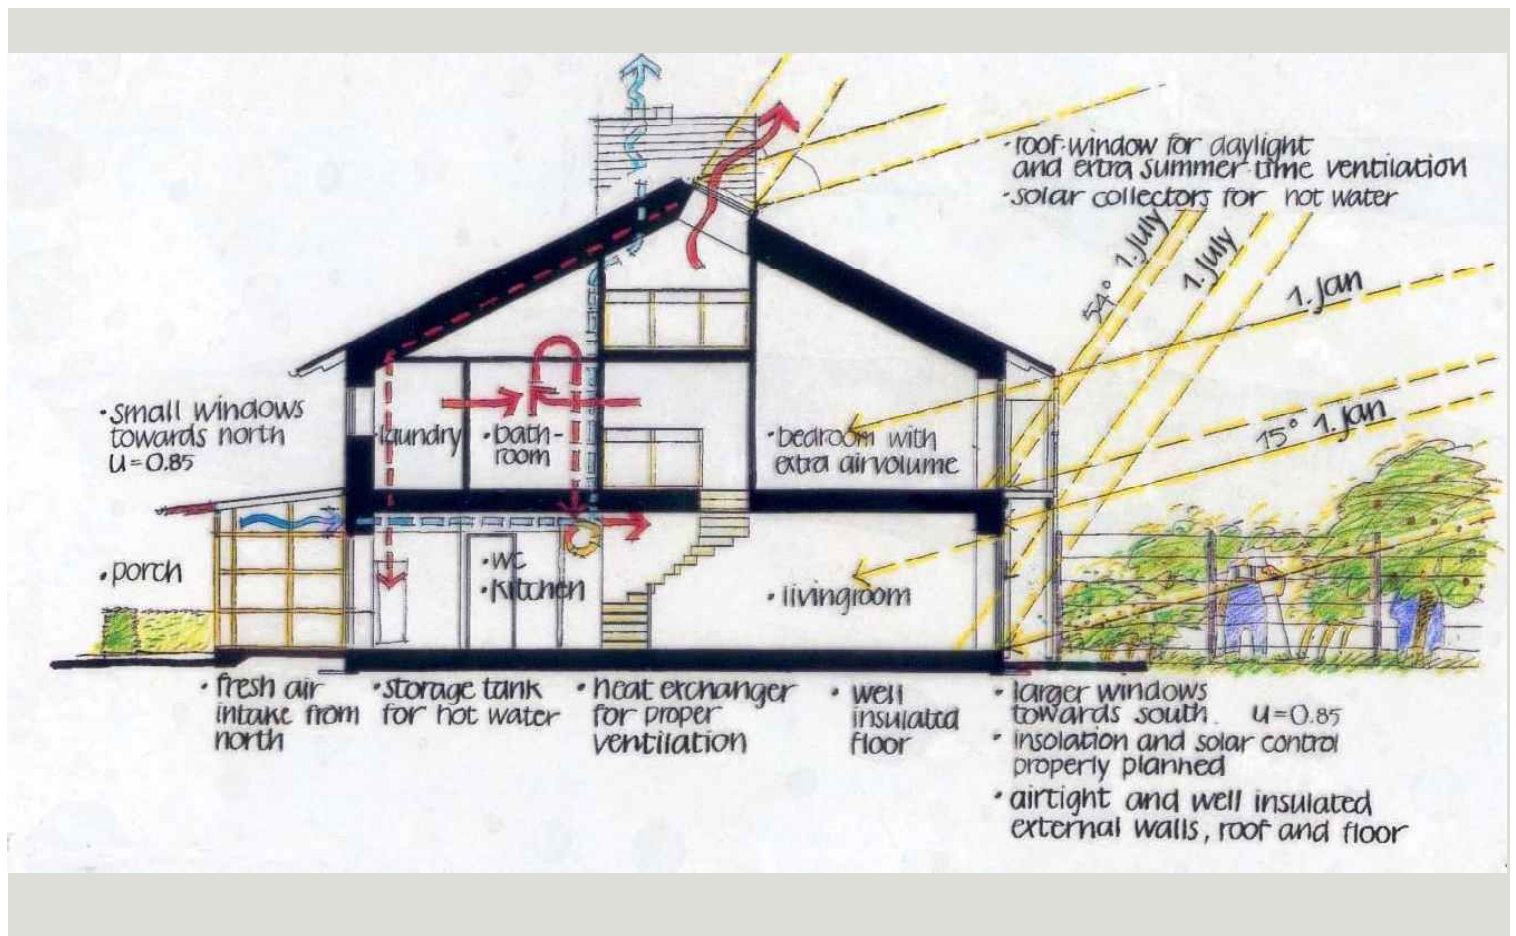 ·roof-window for daylight
and extra summer-time ventilation
·solar collectors for hot water
54° 1.July
1.July
1.Jan
15° 1.Jan
·small windows
towards north
u=0.85
·laundry
·bath-
room
·bedroom with
extra airvolume
·porch
·WC
·kitchen
·livingroom
·fresh air
intake from
north
·storage tank
for hot water
·heat exchanger
for proper
ventilation
·well
insulated
floor
·larger windows
towards south. u=0.85
·insolation and solar control
properly planned
·airtight and well insulated
external walls, roof and floor